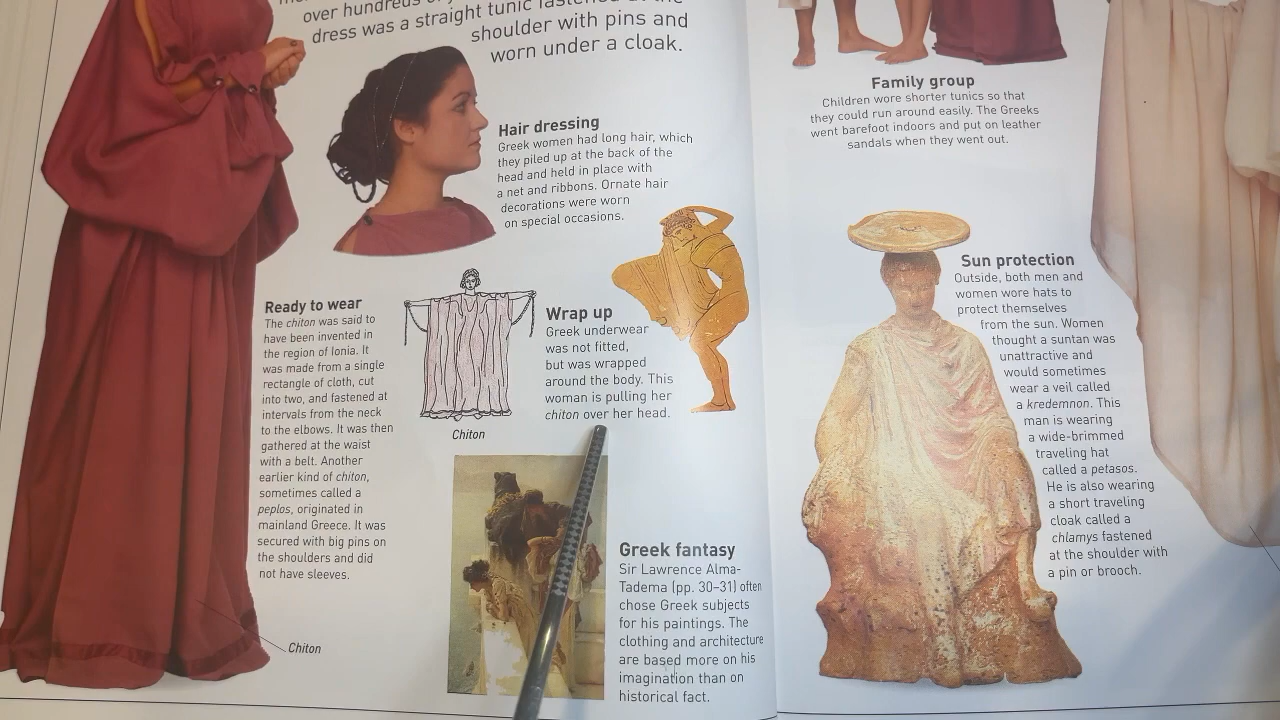 over hundreds of
dress was a straight tunic fastened at the
shoulder with pins and
worn under a cloak.
Hair dressing
Greek women had long hair, which
they piled up at the back of the
head and held in place with
a net and ribbons. Ornate hair
decorations were worn
on special occasions.
Ready to wear
The chiton was said to
have been invented in
the region of Ionia. It
was made from a single
rectangle of cloth, cut
into two, and fastened at
intervals from the neck
to the elbows. It was then
gathered at the waist
with a belt. Another
earlier kind of chiton,
sometimes called a
peplos, originated in
mainland Greece. It was
secured with big pins on
the shoulders and did
not have sleeves.
Chiton
Chiton
Wrap up
Greek underwear
was not fitted,
but was wrapped
around the body. This
woman is pulling her
chiton over her head.
Greek fantasy
Sir Lawrence Alma-
Tadema (pp. 30–31) often
chose Greek subjects
for his paintings. The
clothing and architecture
are based more on his
imagination than on
historical fact.
Family group
Children wore shorter tunics so that
they could run around easily. The Greeks
went barefoot indoors and put on leather
sandals when they went out.
Sun protection
Outside, both men and
women wore hats to
protect themselves
from the sun. Women
thought a suntan was
unattractive and
would sometimes
wear a veil called
a kredemnon. This
man is wearing
a wide-brimmed
traveling hat
called a petasos.
He is also wearing
a short traveling
cloak called a
chlamys fastened
at the shoulder with
a pin or brooch.